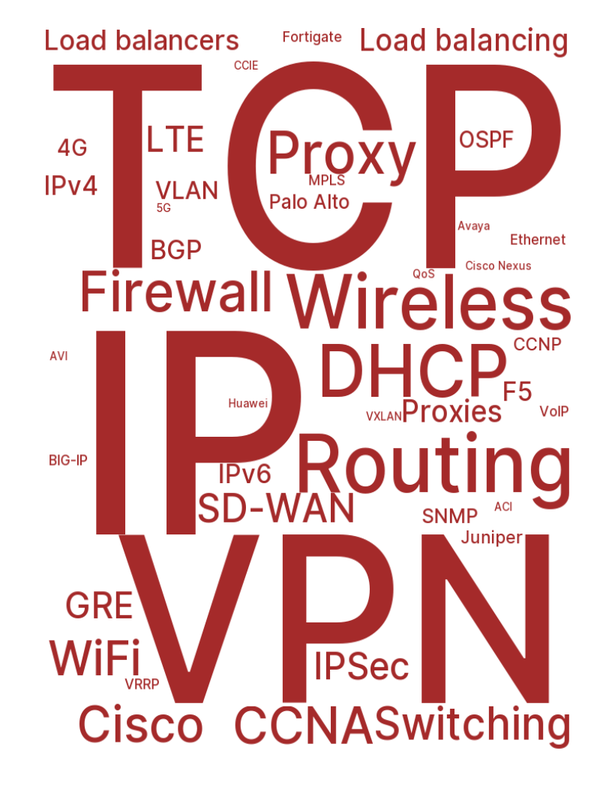 Load balancers
Fortigate
Load balancing
CCIE
TCP
4G
LTE
Proxy
OSPF
IPv4
VLAN
MPLS
5G
Palo Alto
BGP
Avaya
Ethernet
QoS
Cisco Nexus
Firewall
Wireless
IP
AVI
DHCP
CCNP
F5
Huawei
VXLAN
Proxies
VoIP
BIG-IP
IPv6
Routing
SD-WAN
SNMP
ACI
Juniper
VPN
GRE
WiFi
IPSec
VRRP
Cisco
CCNA
Switching